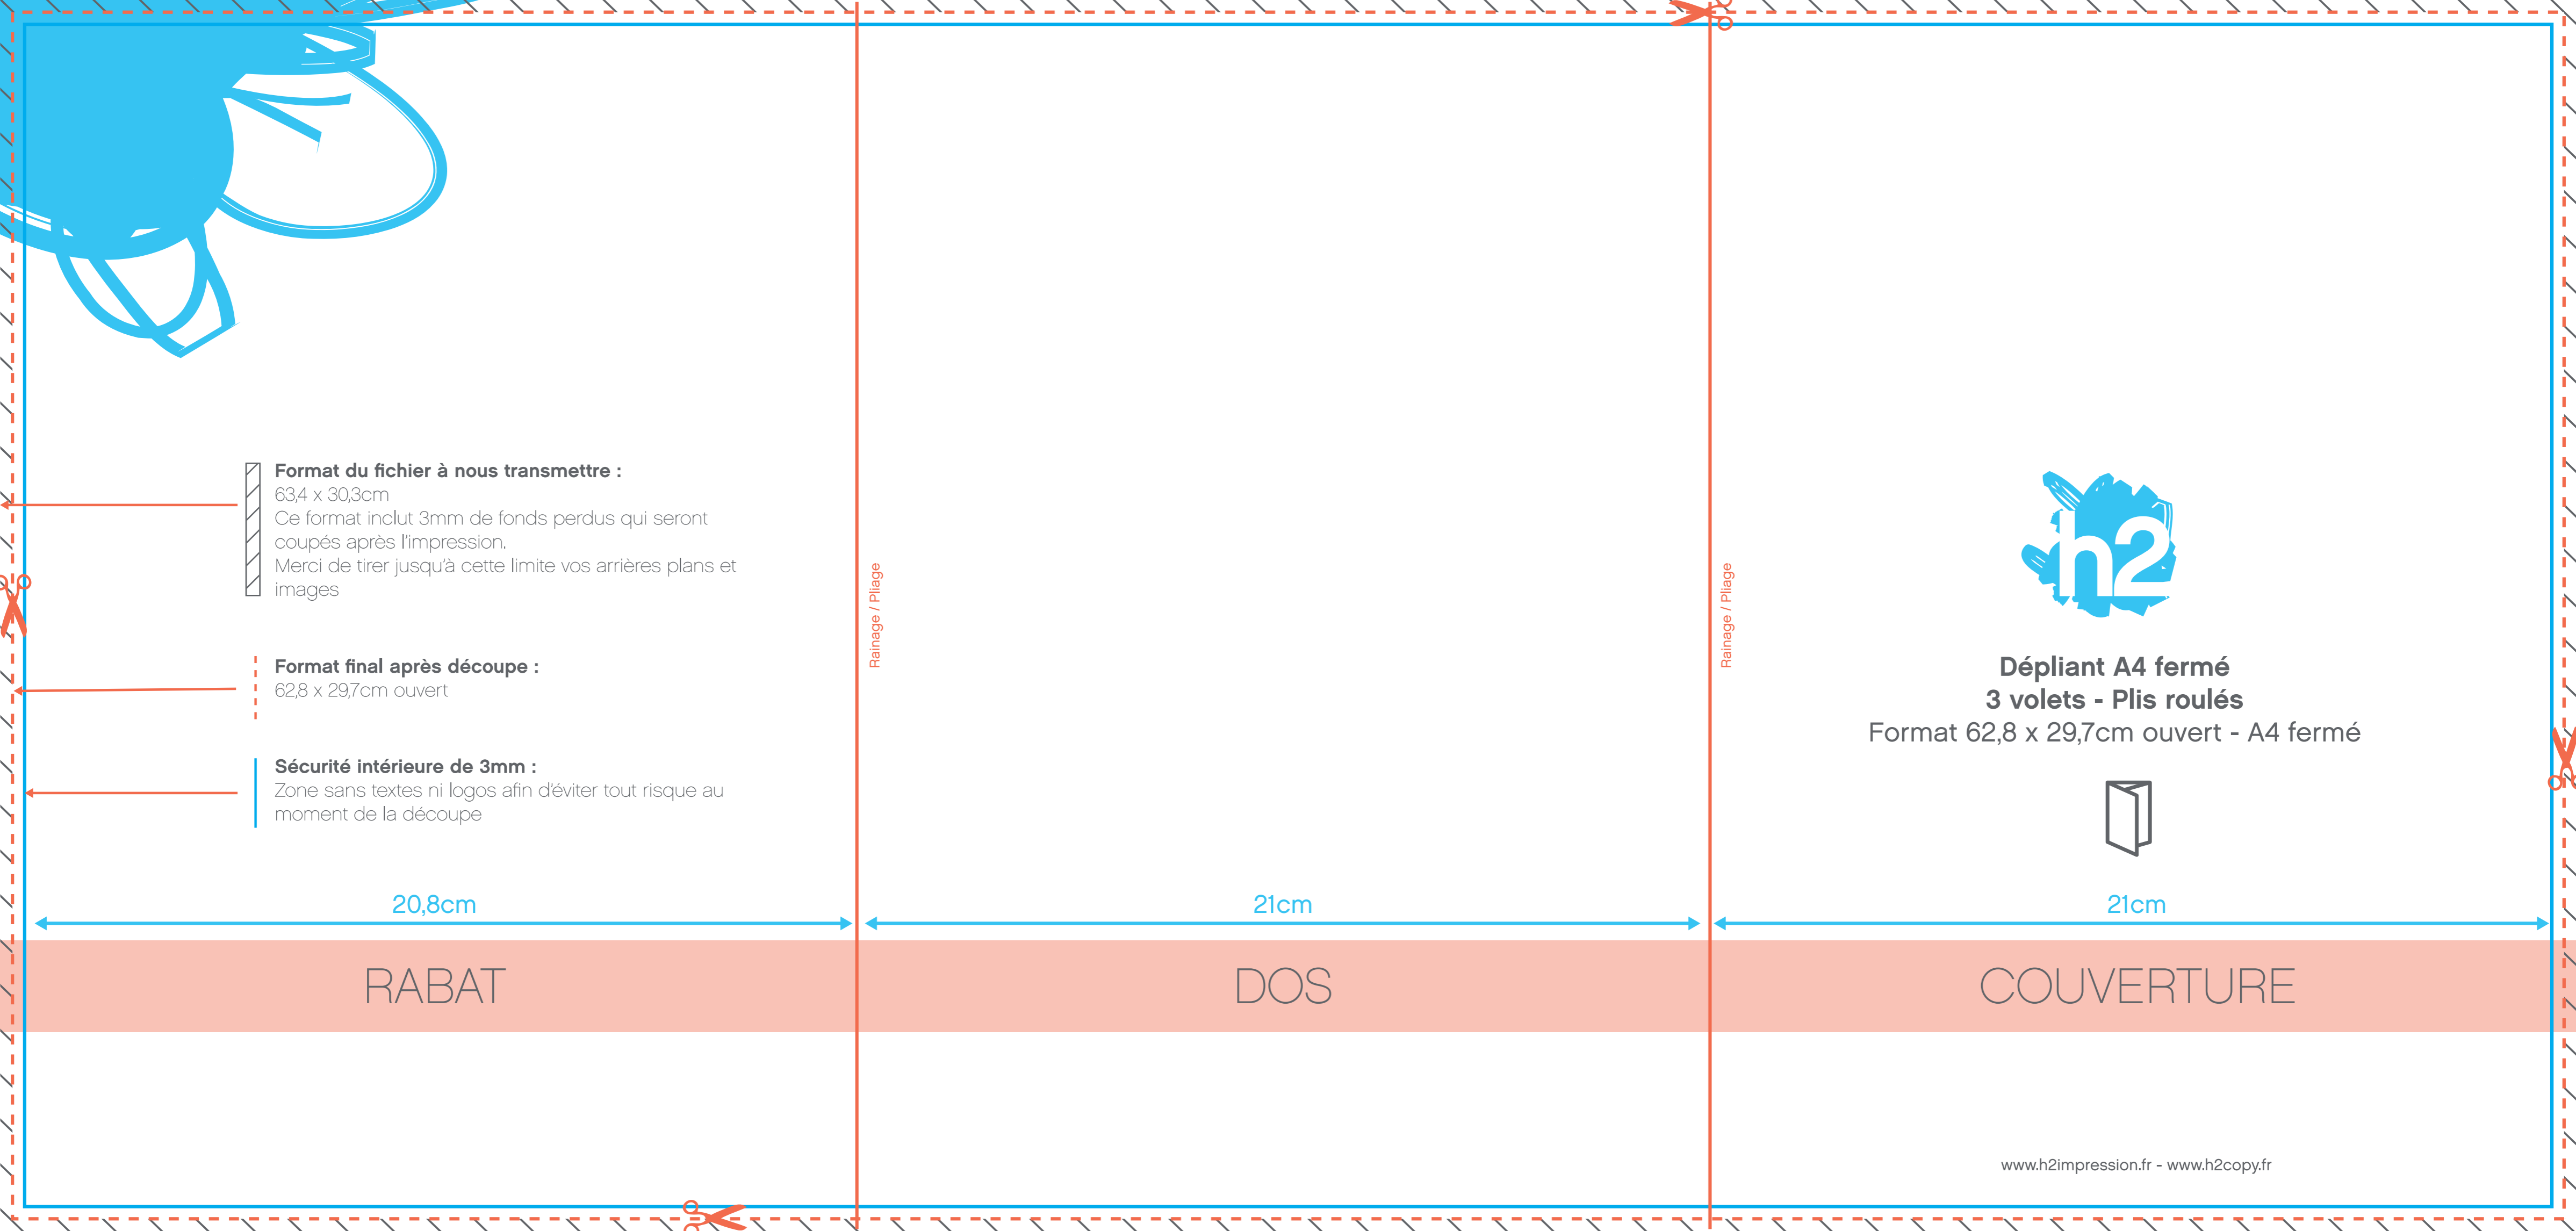 Format du fichier à nous transmettre :
63,4 x 30,3cm
Ce format inclut 3mm de fonds perdus qui seront
coupés après l'impression.
Merci de tirer jusqu'à cette limite vos arrières plans et
images
Format final après découpe :
62,8 x 29,7cm ouvert
Sécurité intérieure de 3mm :
Zone sans textes ni logos afin d'éviter tout risque au
moment de la découpe
20,8cm
RABAT
Rainage / Pliage
21cm
DOS
Rainage / Pliage
h2
Dépliant A4 fermé
3 volets - Plis roulés
Format 62,8 x 29,7cm ouvert - A4 fermé
21cm
COUVERTURE
www.h2impression.fr - www.h2copy.fr